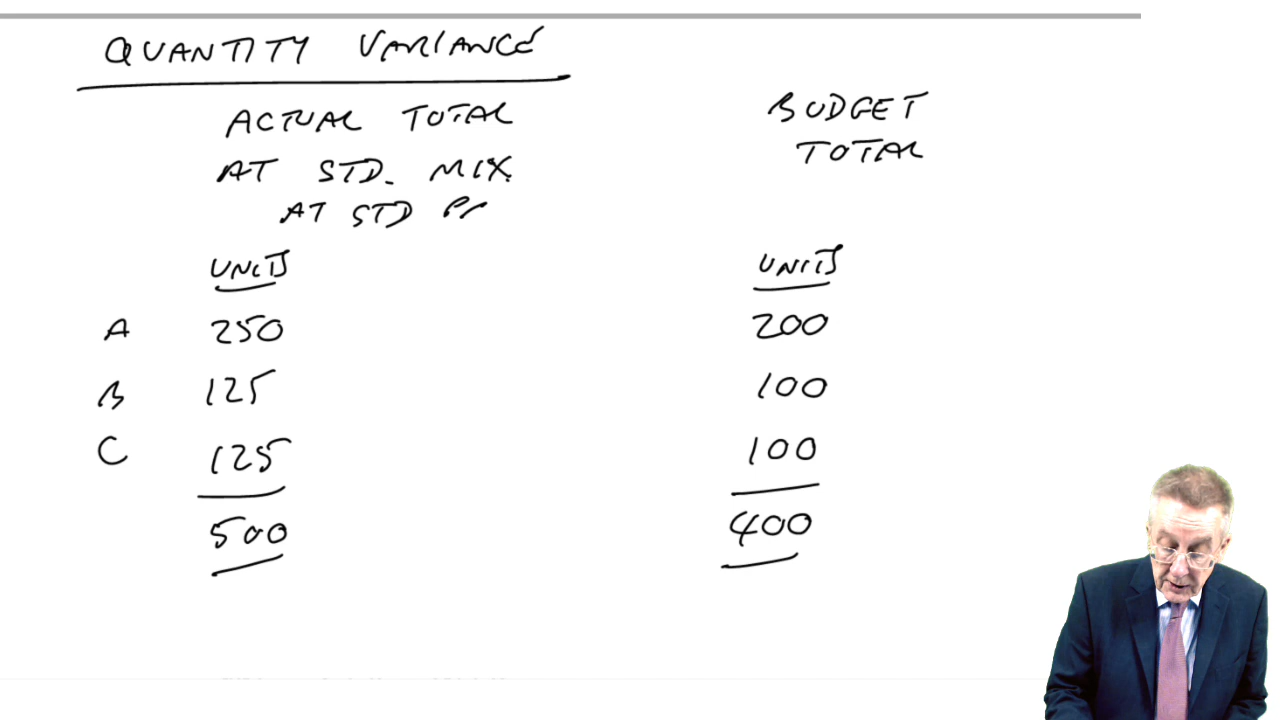 QUANTITY VARIANCE
ACTUAL TOTAL BUDGET
AT STD. MIX. TOTAL
AT STD Pr
UNITS UNITS
A 250 200
B 125 100
C 125 100
500 400